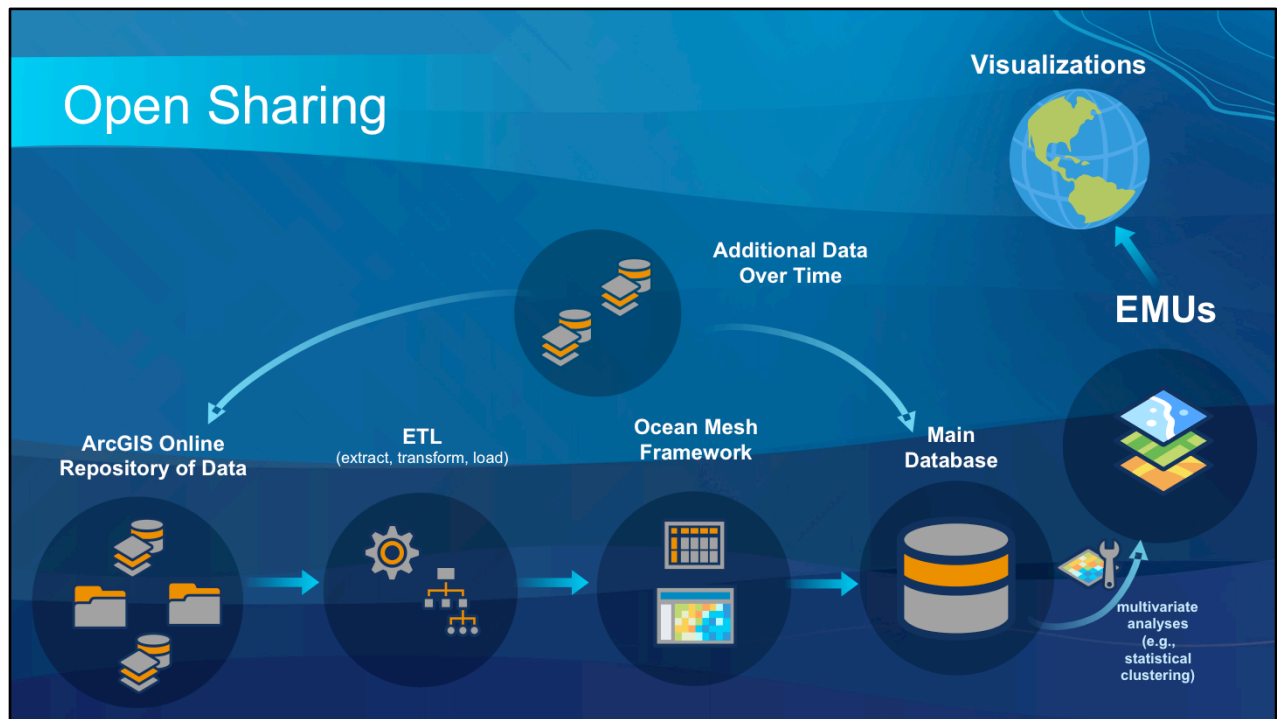 Open Sharing
Visualizations
Additional Data
Over Time
EMUs
ArcGIS Online
Repository of Data
ETL
(extract, transform, load)
Ocean Mesh
Framework
Main
Database
multivariate
analyses
(e.g.,
statistical
clustering)